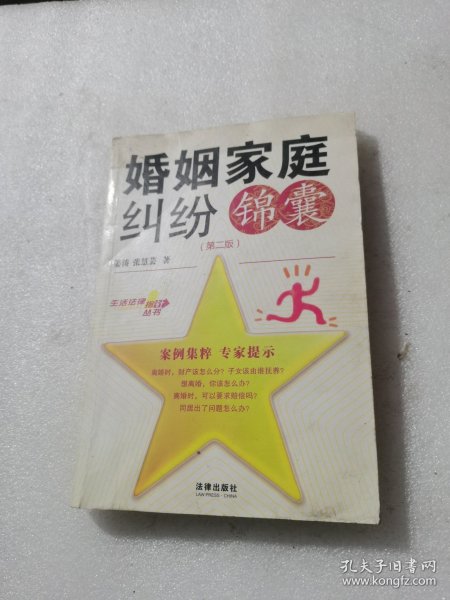 婚姻家庭
纠纷 锦囊
（第二版）
张慧芸 著
生活法律指引
丛书
案例集粹 专家提示
离婚时，财产该怎么分？子女该由谁抚养？
想离婚，你该怎么办？
离婚时，可以要求赔偿吗？
同居出了问题怎么办？
法律出版社
LAW PRESS · CHINA
孔夫子旧书网
www.kongfz.com